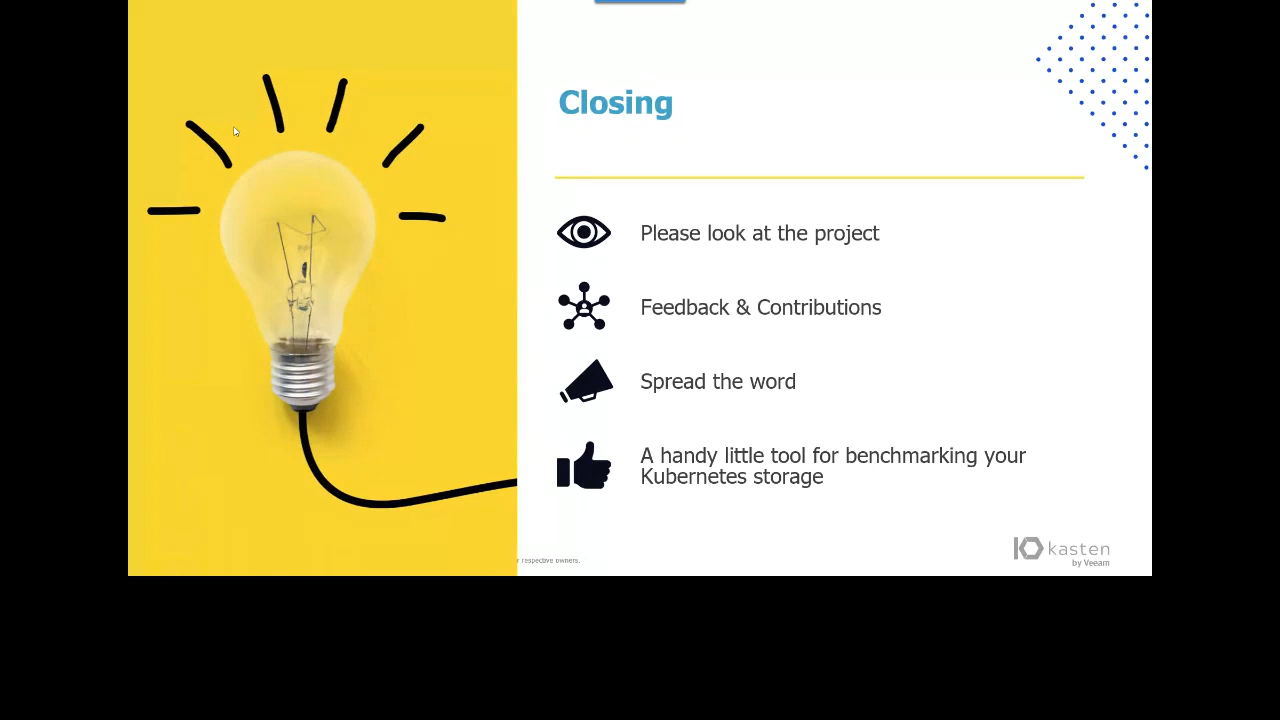 Closing
Please look at the project
Feedback & Contributions
Spread the word
A handy little tool for benchmarking your
Kubernetes storage
respective owners.
kasten
by Veeam